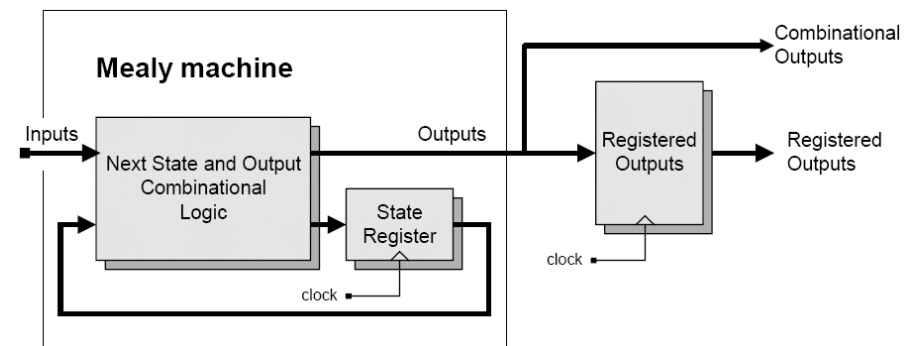 Mealy machine
Inputs
Next State and Output
Combinational
Logic
Outputs
State
Register
clock
Combinational
Outputs
Registered
Outputs
Registered
Outputs
clock